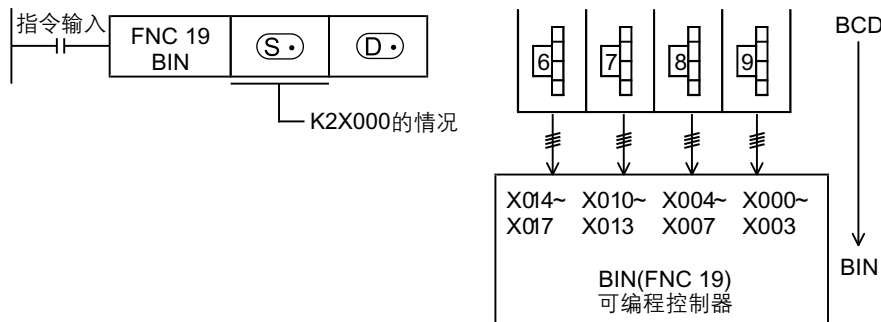 指令输入
FNC 19
BIN
S·
D·
K2X000的情况
6
7
8
9
BCD
X014~
X017
X010~
X013
X004~
X007
X000~
X003
BIN
BIN(FNC 19)
可编程控制器